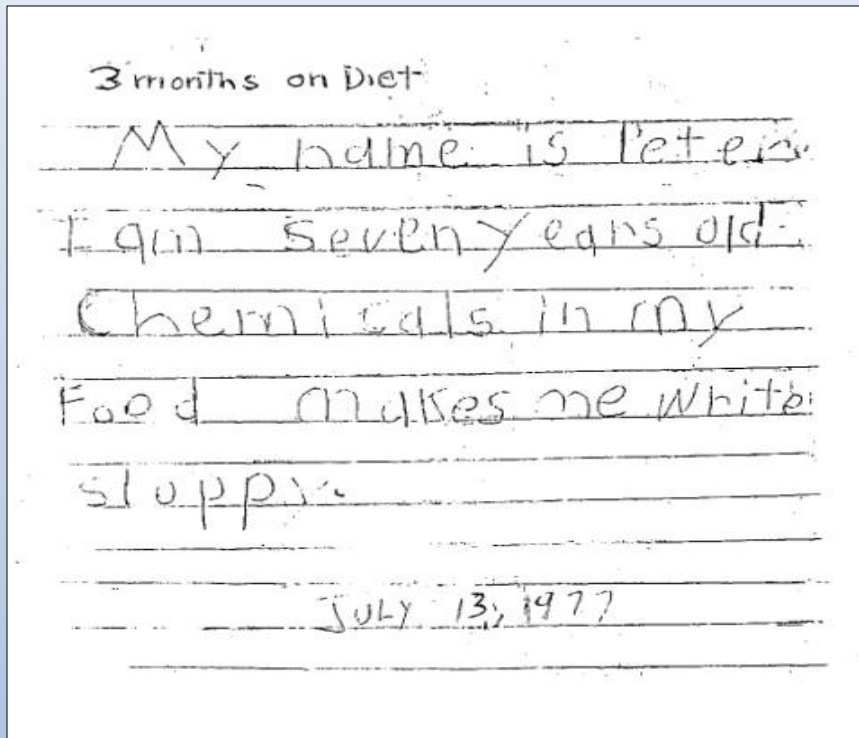 3 months on Diet
My name is Peter.
I am seven years old.
Chemicals in my
Food makes me write
sloppy.
JULY 13, 1977